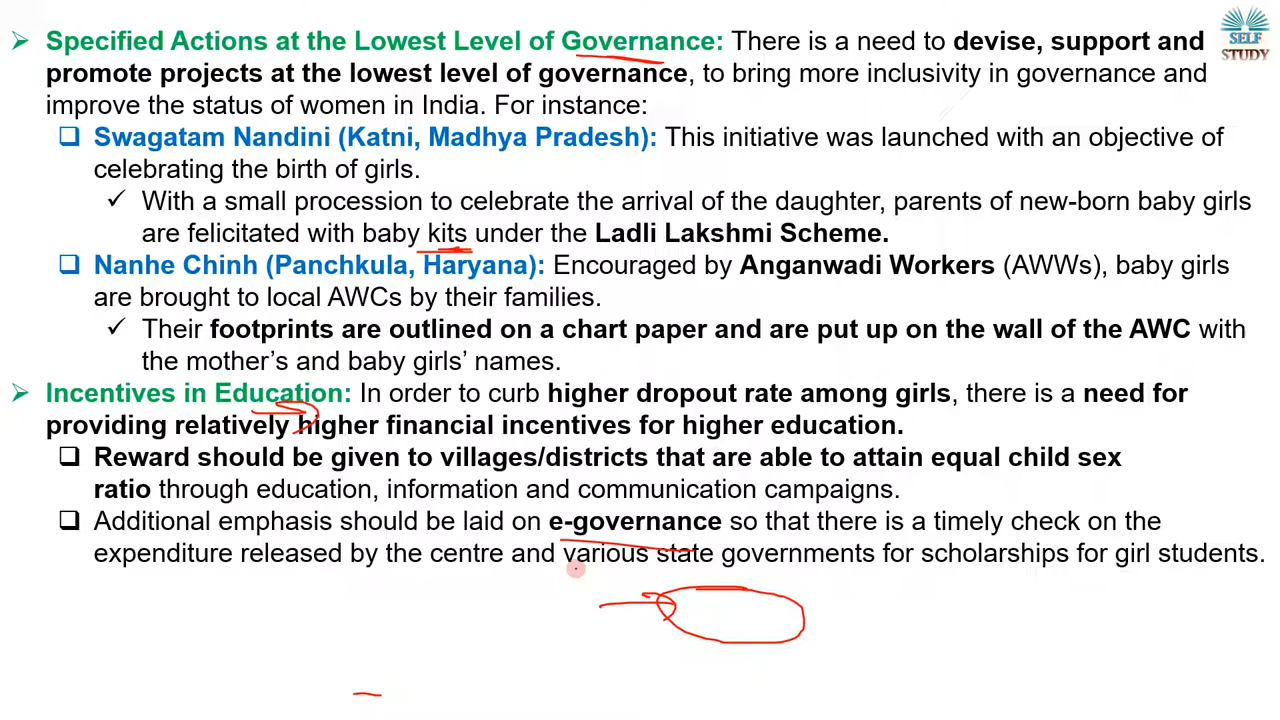 Specified Actions at the Lowest Level of Governance: There is a need to devise, support and
promote projects at the lowest level of governance, to bring more inclusivity in governance and
improve the status of women in India. For instance:
Swagatam Nandini (Katni, Madhya Pradesh): This initiative was launched with an objective of
celebrating the birth of girls.
With a small procession to celebrate the arrival of the daughter, parents of new-born baby girls
are felicitated with baby kits under the Ladli Lakshmi Scheme.
Nanhe Chinh (Panchkula, Haryana): Encouraged by Anganwadi Workers (AWWs), baby girls
are brought to local AWCs by their families.
Their footprints are outlined on a chart paper and are put up on the wall of the AWC with
the mother’s and baby girls’ names.
Incentives in Education: In order to curb higher dropout rate among girls, there is a need for
providing relatively higher financial incentives for higher education.
Reward should be given to villages/districts that are able to attain equal child sex
ratio through education, information and communication campaigns.
Additional emphasis should be laid on e-governance so that there is a timely check on the
expenditure released by the centre and various state governments for scholarships for girl students.
SELF
STUDY